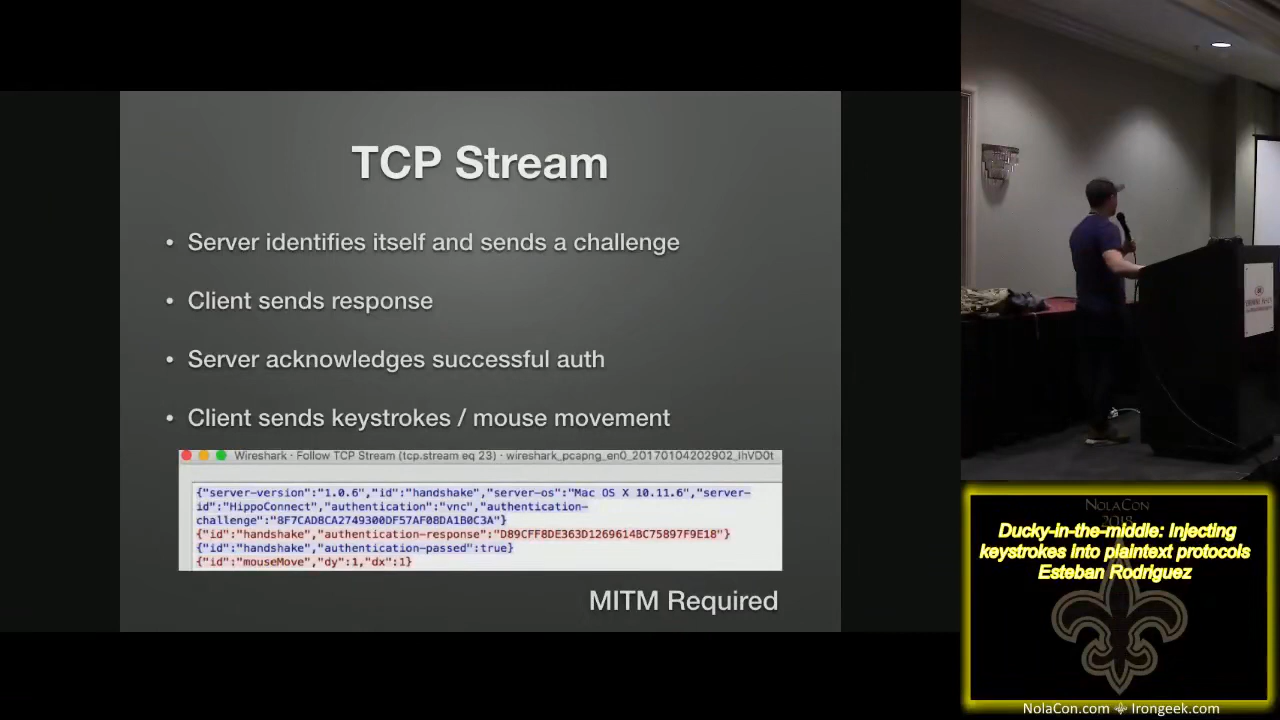 TCP Stream
• Server identifies itself and sends a challenge
• Client sends response
• Server acknowledges successful auth
• Client sends keystrokes / mouse movement
Wireshark · Follow TCP Stream (tcp.stream eq 23) · wireshark_pcapng_en0_20170104202902_IhVD0t
{"server-version":"1.0.6","id":"handshake","server-os":"Mac OS X 10.11.6","server-
id":"HippoConnect","authentication":"vnc","authentication-
challenge":"8F7CAD8CA2749300DF57AF08DA1B0C3A"}
{"id":"handshake","authentication-response":"D89CFF8DE363D1269614BC75897F9E18"}
{"id":"handshake","authentication-passed":true}
{"id":"mouseMove","dy":1,"dx":1}
MITM Required
NolaCon
2018
Ducky-in-the-middle: Injecting
keystrokes into plaintext protocols
Esteban Rodriguez
NolaCon.com Irongeek.com